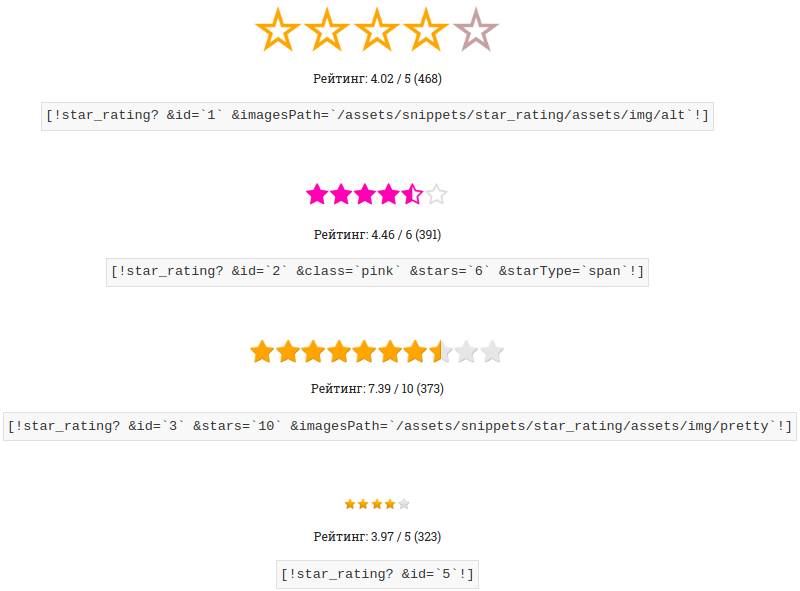 Рейтинг: 4.02 / 5 (468)
[!star_rating? &id=`1` &imagesPath=`/assets/snippets/star_rating/assets/img/alt`!]
Рейтинг: 4.46 / 6 (391)
[!star_rating? &id=`2` &class=`pink` &stars=`6` &starType=`span`!]
Рейтинг: 7.39 / 10 (373)
[!star_rating? &id=`3` &stars=`10` &imagesPath=`/assets/snippets/star_rating/assets/img/pretty`!]
Рейтинг: 3.97 / 5 (323)
[!star_rating? &id=`5`!]